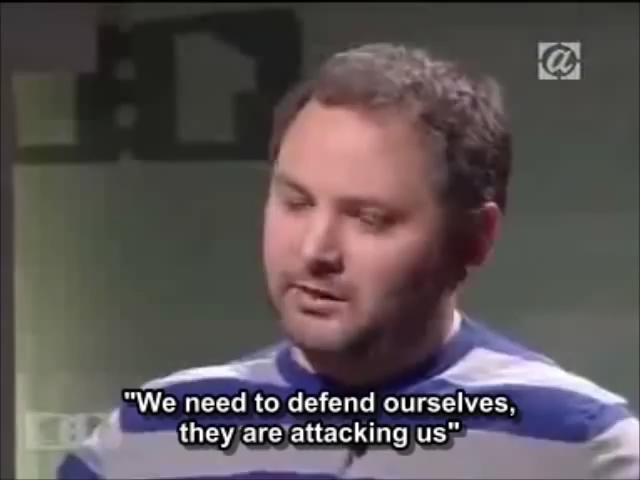 @
"We need to defend ourselves,
they are attacking us"